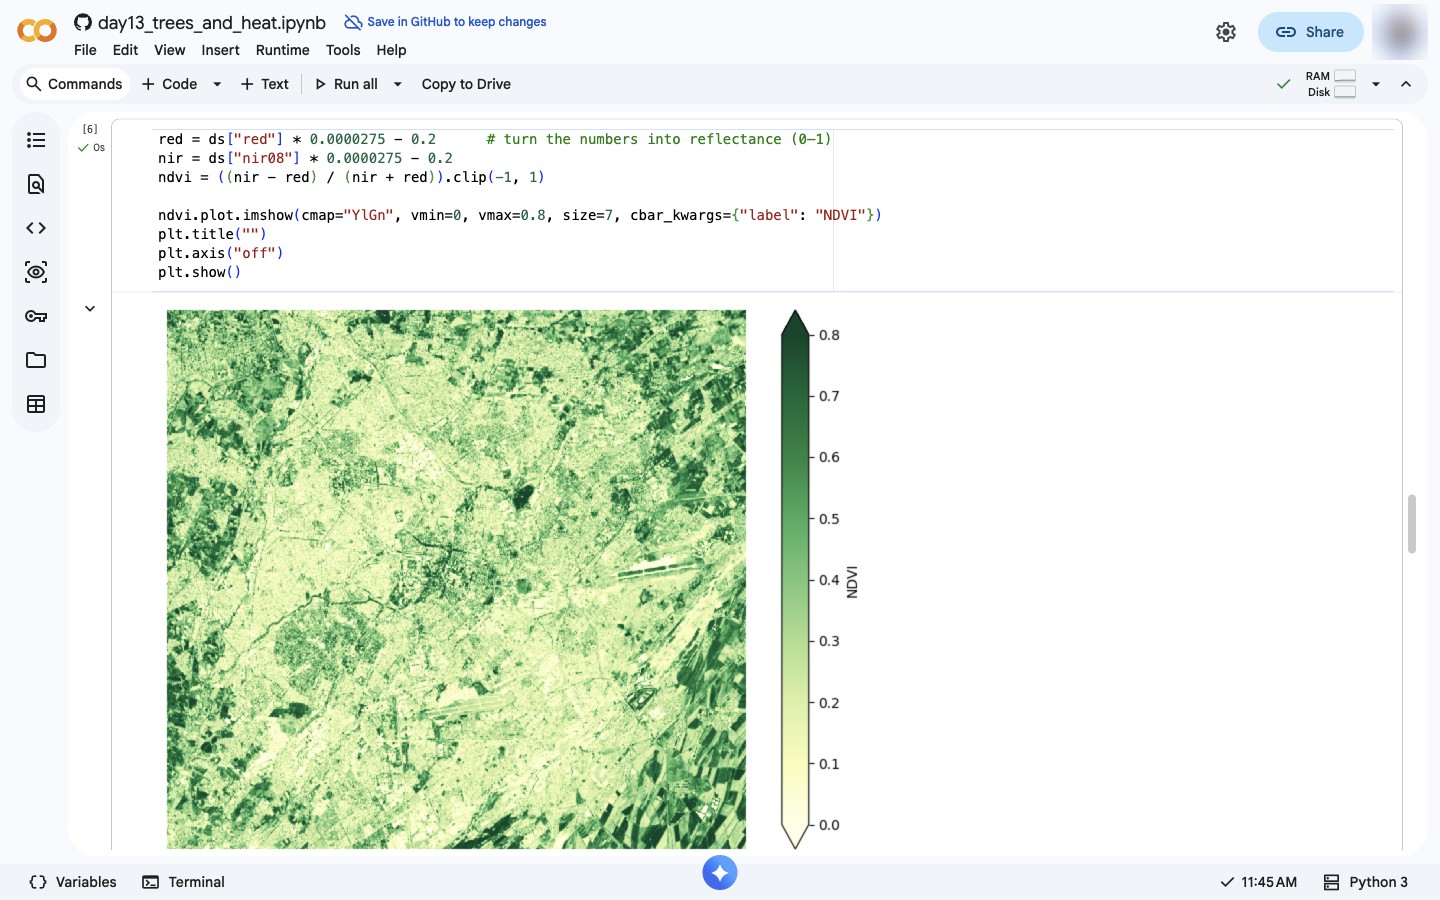 day13_trees_and_heat.ipynb
Save in GitHub to keep changes
File Edit View Insert Runtime Tools Help
Share
Commands + Code + Text Run all Copy to Drive
RAM
Disk
[6]
0s
red = ds["red"] * 0.0000275 - 0.2      # turn the numbers into reflectance (0–1)
nir = ds["nir08"] * 0.0000275 - 0.2
ndvi = ((nir - red) / (nir + red)).clip(-1, 1)
ndvi.plot.imshow(cmap="YlGn", vmin=0, vmax=0.8, size=7, cbar_kwargs={"label": "NDVI"})
plt.title("")
plt.axis("off")
plt.show()
0.8
0.7
0.6
0.5
0.4
0.3
0.2
0.1
0.0
NDVI
Variables
Terminal
11:45 AM
Python 3